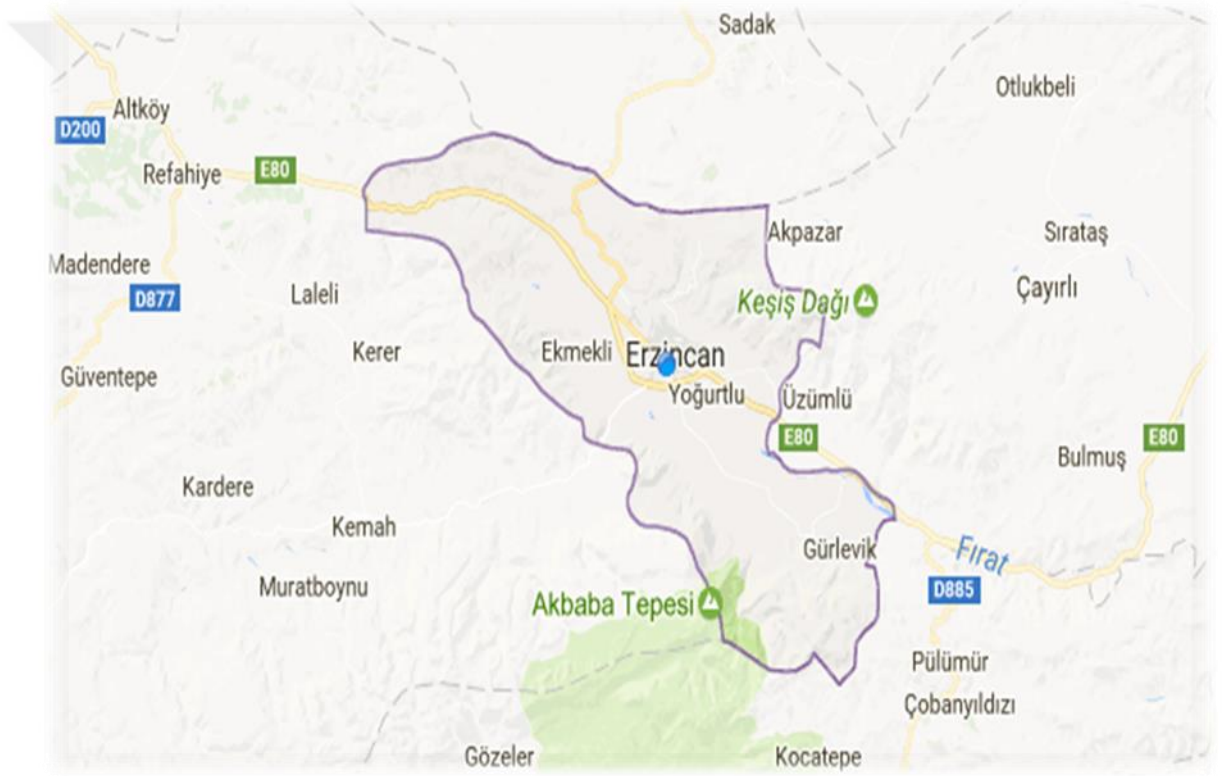 Sadak
Otlukbeli
Altköy
D200
Refahiye
E80
Akpazar
Sırataş
Madendere
Çayırlı
D877
Laleli
Keşiş Dağı
Kerer
Ekmekli
Erzincan
Güventepe
Yoğurtlu
Üzümlü
E80
E80
Bulmuş
Kardere
Kemah
Gürlevik
Fırat
Muratboynu
D885
Akbaba Tepesi
Pülümür
Çobanyıldızı
Gözeler
Kocatepe